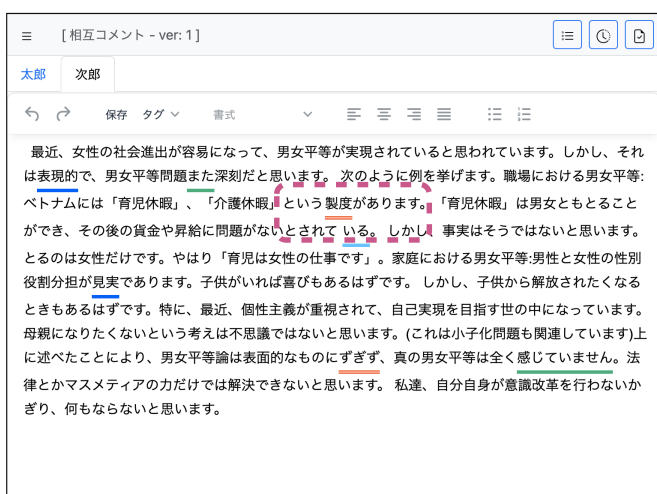 [ 相互コメント - ver: 1 ]
太郎 次郎
保存 タグ 書式
最近、女性の社会進出が容易になって、男女平等が実現されていると思われています。しかし、それ
は表現的で、男女平等問題また深刻だと思います。 次のように例を挙げます。職場における男女平等:
ベトナムには「育児休暇」、「介護休暇」という製度があります。「育児休暇」は男女ともとること
ができ、その後の貨金や昇給に問題がないとされて いる。 しかし、事実はそうではないと思います。
とるのは女性だけです。やはり「育児は女性の仕事です」。家庭における男女平等:男性と女性の性別
役割分担が見実であります。子供がいれば喜びもあるはずです。 しかし、子供から解放されたくなる
ときもあるはずです。特に、最近、個性主義が重視されて、自己実現を目指す世の中になっています。
母親になりたくないという考えは不思議ではないと思います。(これは小子化問題も関連しています)上
に述べたことにより、男女平等論は表面的なものにずぎず、真の男女平等は全く感じていません。法
律とかマスメティアの力だけでは解決できないと思います。 私達、自分自身が意識改革を行わないか
ぎり、何もならないと思います。